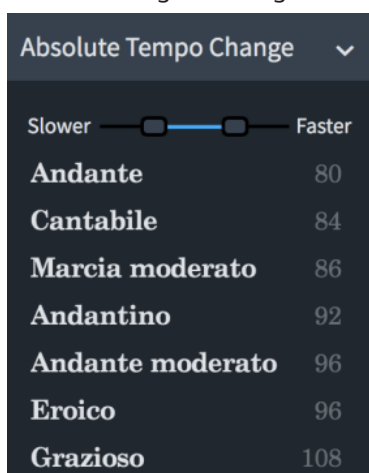 Absolute Tempo Change
Slower Faster
Andante 80
Cantabile 84
Marcia moderato 86
Andantino 92
Andante moderato 96
Eroico 96
Grazioso 108